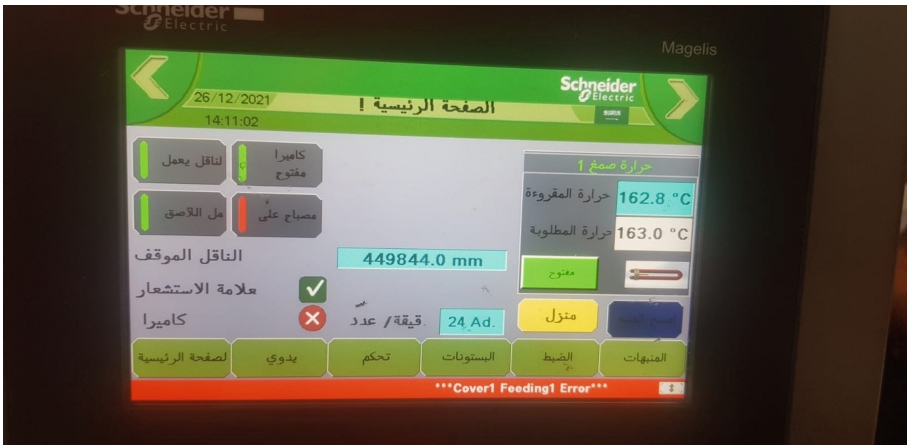 Schneider
Electric
Magelis
26/12/2021
14:11:02
الصفحة الرئيسية !
Schneider
Electric
لناقل يعمل
كاميرا
مفتوح
مل اللآصق
مصباح على
حرارة صمغ 1
حرارة المقروءة
162.8 °C
حرارة المطلوبة
163.0 °C
مفتوح
الناقل الموقف
449844.0 mm
علامة الاستشعار
كاميرا
قيقة/ عدد
24 Ad.
منزل
لصفحة الرئيسية
يدوي
تحكم
البستونات
الضبط
المنبهات
***Cover1 Feeding1 Error***